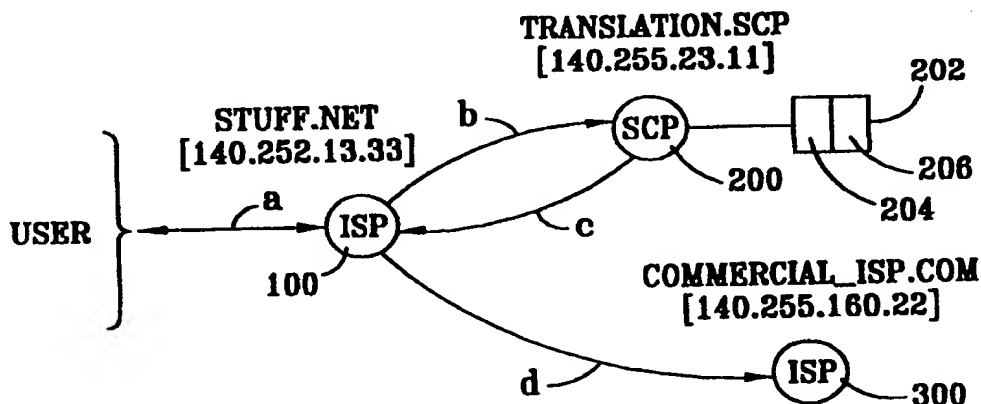 TRANSLATION.SCP
[140.255.23.11]
202
STUFF.NET
[140.252.13.33]
b
SCP
206
200
204
USER
a
ISP
c
100
COMMERCIAL_ISP.COM
[140.255.160.22]
d
ISP
300